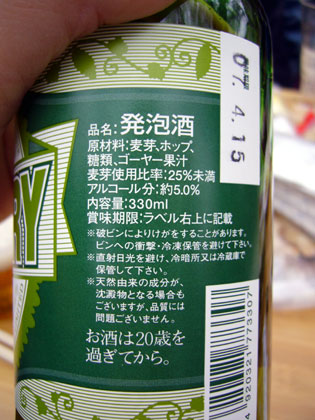 07.4.15
品名:発泡酒
原材料:麦芽、ホップ、
糖類、ゴーヤー果汁
麦芽使用比率:25%未満
アルコール分:約5.0%
内容量:330ml
賞味期限:ラベル右上に記載
※破ビンによりけがをすることがあります。
ビンへの衝撃・冷凍保管を避けて下さい。
※直射日光を避け、冷暗所又は冷蔵庫で
保管して下さい。
※天然由来の成分が、
沈澱物となる場合も
ございますが、品質には
問題ございません。
お酒は20歳を
過ぎてから。
4 920321 773307